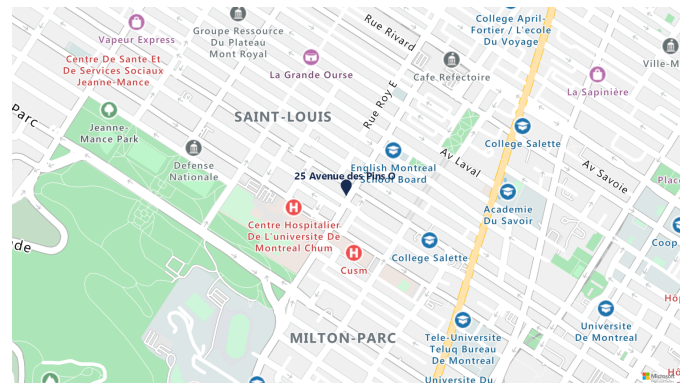 College April-
Fortier / L'ecole
Du Voyage
Rue Rivard
Groupe Ressource
Du Plateau
Mont Royal
Vapeur Express
Centre De Sante Et
De Services Sociaux
Jeanne-Mance
La Grande Ourse
Cafe Refectoire
Ville-M
La Sapinière
Rue Roy E
Parc
SAINT-LOUIS
Jeanne-
Mance Park
Defense
Nationale
College Salette
Av Laval
Av Savoie
English Montreal
School Board
25 Avenue des Pins O
Place
Academie
Du Savoir
Centre Hospitalier
De L'universite De
Montreal Chum
Cusm
College Salette
Coop
de
Hôp
Universite
De Montreal
MILTON-PARC
Tele-Universite
Teluq Bureau
De Montreal
Universite Du
Hô
Microsoft